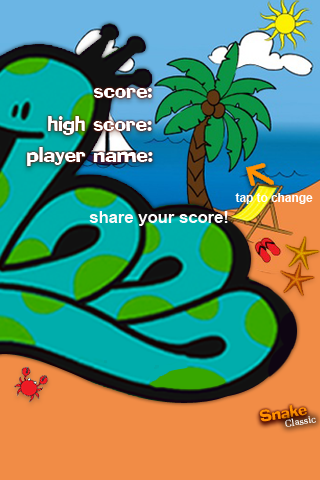 score:
high score:
player name:
tap to change
share your score!
Snake
Classic